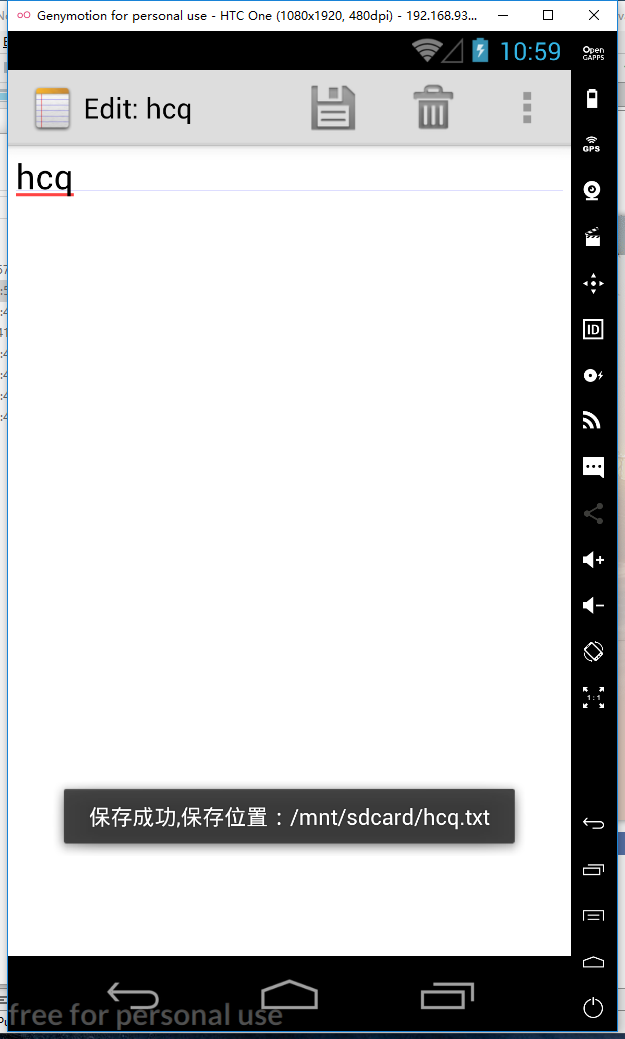 Genymotion for personal use - HTC One (1080x1920, 480dpi) - 192.168.93...
10:59
Open
GAPPS
Edit: hcq
hcq
GPS
ID
1:1
保存成功,保存位置：/mnt/sdcard/hcq.txt
free for personal use